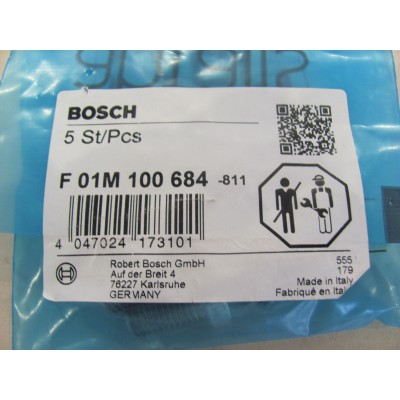 BOSCH
5 St/Pcs
F 01M 100 684 -811
4 047024 173101
Robert Bosch GmbH
Auf der Breit 4
76227 Karlsruhe
GERMANY
555
179
Made in Italy
Fabriqué en Italie